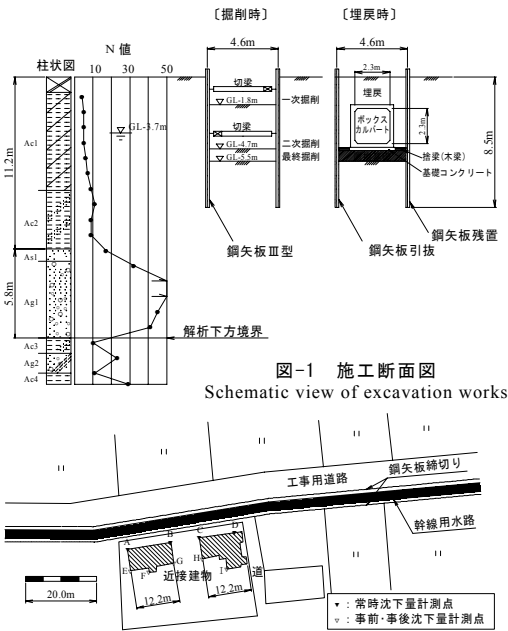 〔掘削時〕
〔埋戻時〕
N 値
柱状図
10 30 50
4.6m
4.6m
2.3m
切梁
埋戻
GL-1.8m
一次掘削
GL-3.7m
ボックス
カルバート
2.3m
8.5m
切梁
GL-4.7m
二次掘削
GL-5.5m
最終掘削
捨梁(木梁)
基礎コンクリート
Ac1
11.2m
Ac2
鋼矢板Ⅲ型
鋼矢板引抜
鋼矢板残置
As1
5.8m
Ag1
解析下方境界
Ac3
Ag2
Ac4
図-1 施工断面図
Schematic view of excavation works
工事用道路
鋼矢板締切り
幹線用水路
A
B
C
D
E
F
G
H
I
近接建物
道
12.2m
12.2m
20.0m
▼ : 常時沈下量計測点
▽ : 事前・事後沈下量計測点